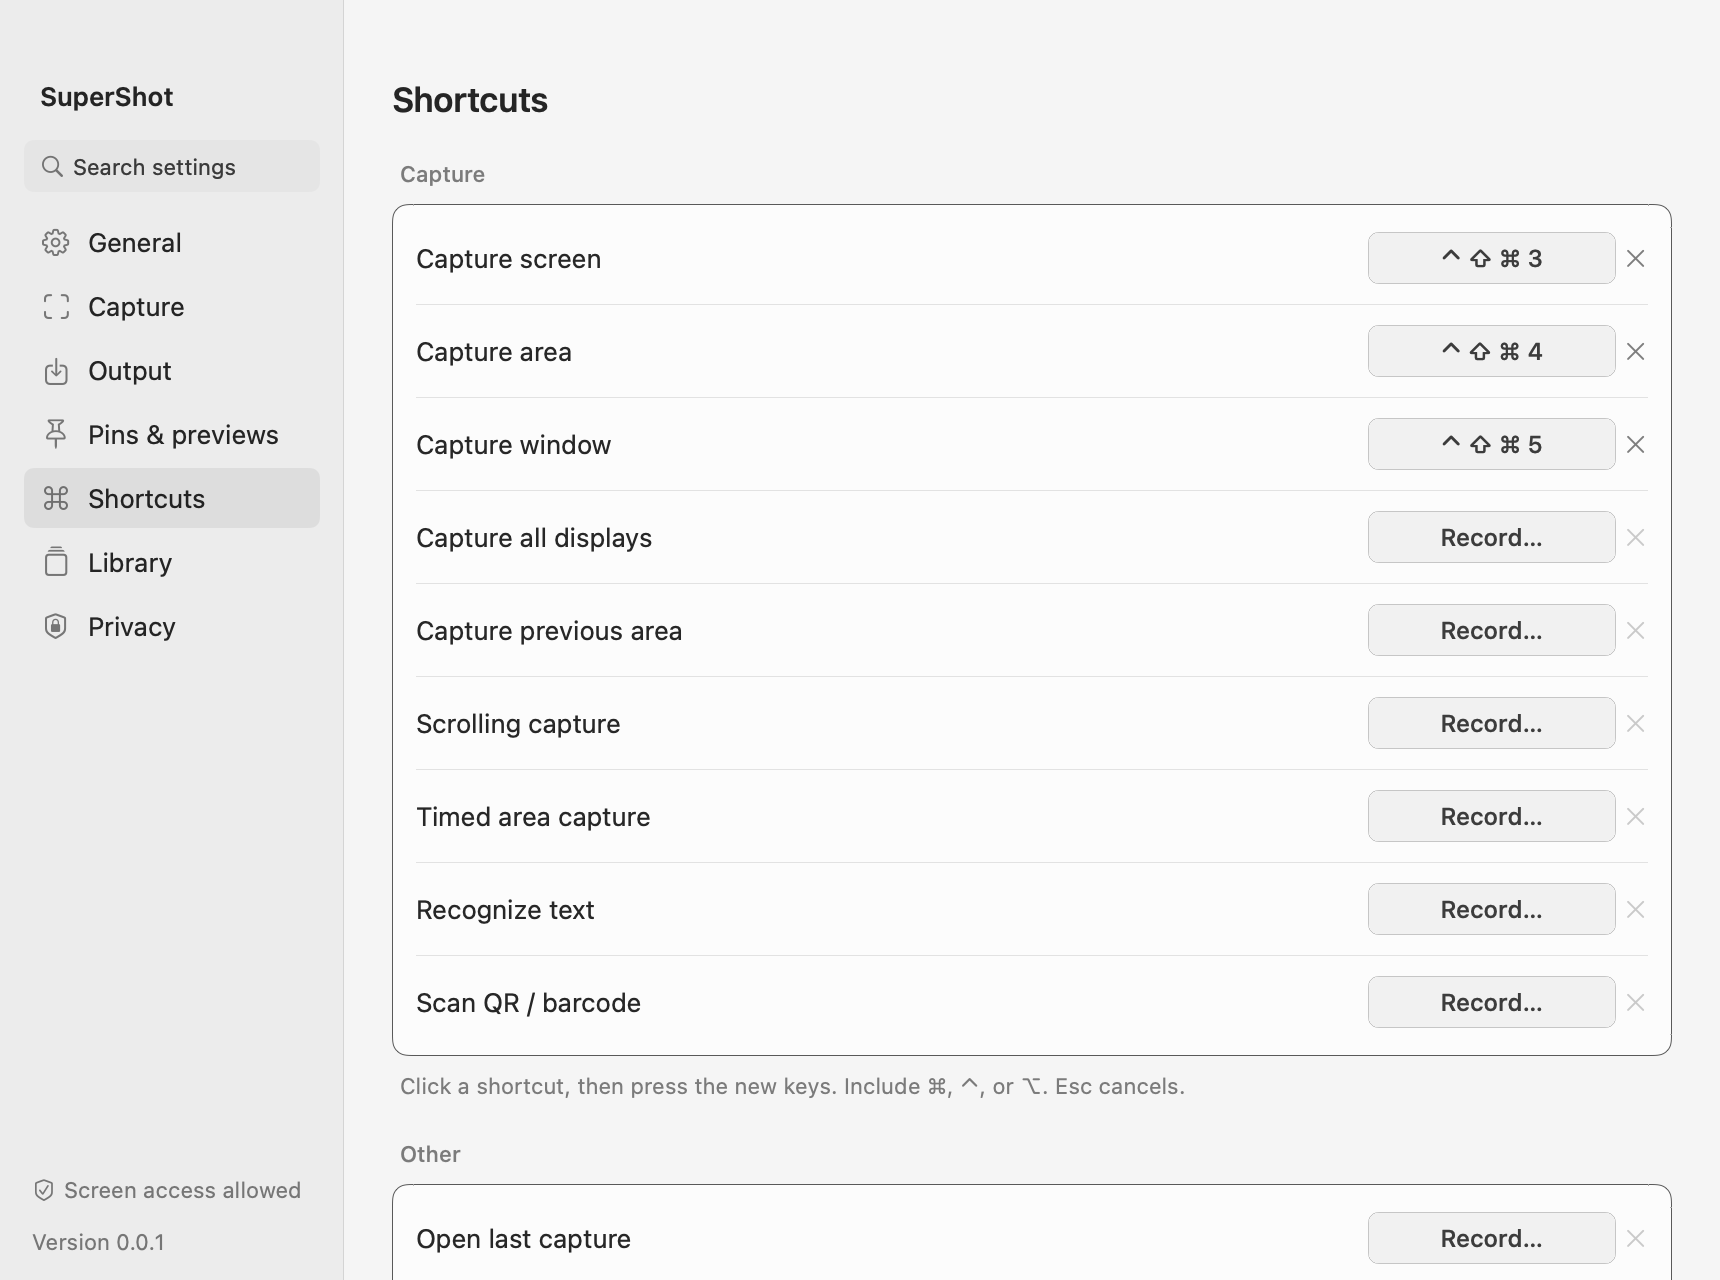 SuperShot
Search settings
General
Capture
Output
Pins & previews
Shortcuts
Library
Privacy
Screen access allowed
Version 0.0.1
Shortcuts
Capture
Capture screen ^ ⇧ ⌘ 3
Capture area ^ ⇧ ⌘ 4
Capture window ^ ⇧ ⌘ 5
Capture all displays Record...
Capture previous area Record...
Scrolling capture Record...
Timed area capture Record...
Recognize text Record...
Scan QR / barcode Record...
Click a shortcut, then press the new keys. Include ⌘, ^, or ⌥. Esc cancels.
Other
Open last capture Record...